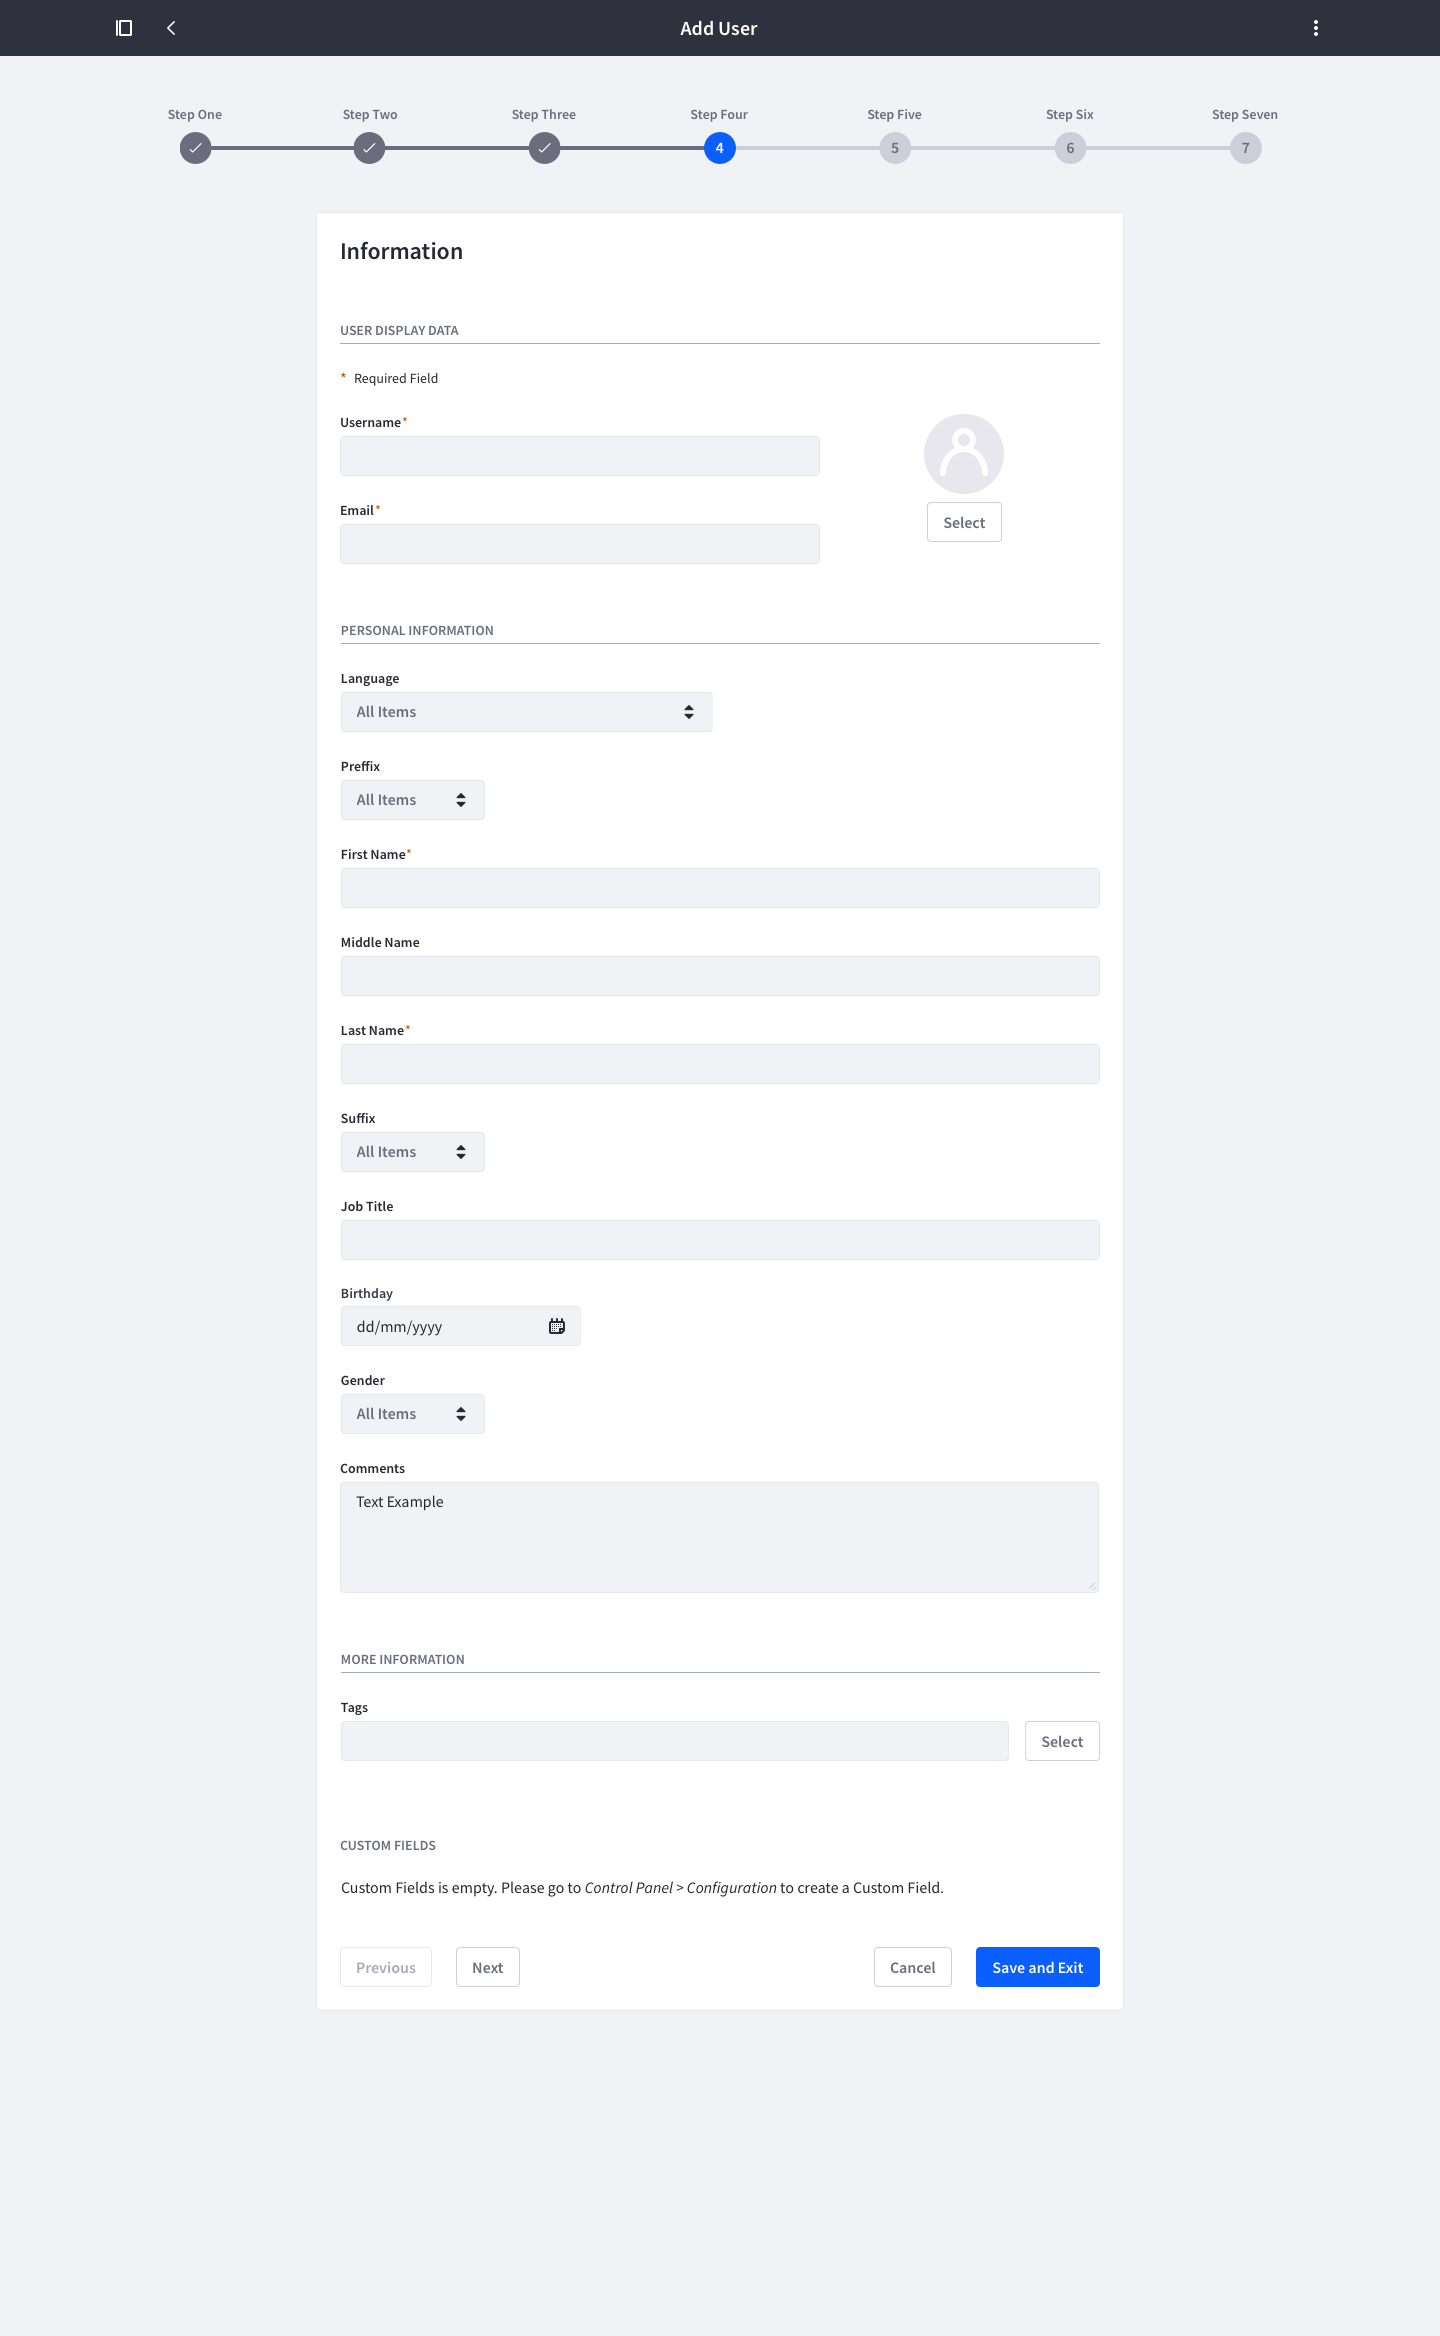 Add User
Step One
Step Two
Step Three
Step Four
Step Five
Step Six
Step Seven
4
5
6
7
Information
USER DISPLAY DATA
* Required Field
Username*
Email*
Select
PERSONAL INFORMATION
Language
All Items
Preffix
All Items
First Name*
Middle Name
Last Name*
Suffix
All Items
Job Title
Birthday
dd/mm/yyyy
Gender
All Items
Comments
Text Example
MORE INFORMATION
Tags
Select
CUSTOM FIELDS
Custom Fields is empty. Please go to Control Panel > Configuration to create a Custom Field.
Previous
Next
Cancel
Save and Exit